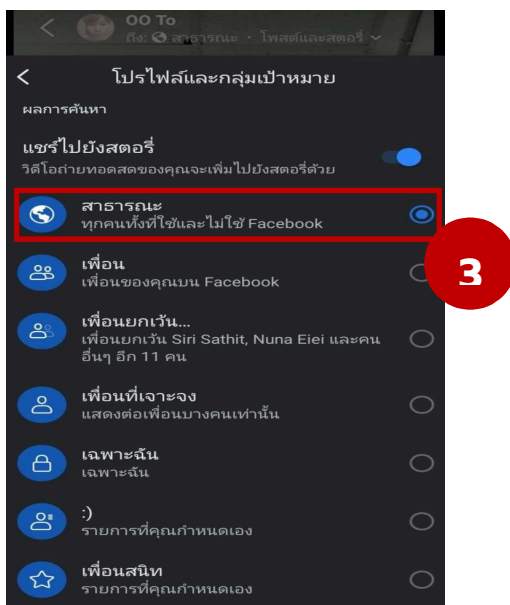 OO To
ถึง: สาธารณะ · โพสต์และสตอรี่
โปรไฟล์และกลุ่มเป้าหมาย
ผลการค้นหา
แชร์ไปยังสตอรี่
วิดีโอถ่ายทอดสดของคุณจะเพิ่มไปยังสตอรี่ด้วย
สาธารณะ
ทุกคนทั้งที่ใช้และไม่ใช้ Facebook
3
เพื่อน
เพื่อนของคุณบน Facebook
เพื่อนยกเว้น...
เพื่อนยกเว้น Siri Sathit, Nuna Eiei และคน
อื่นๆ อีก 11 คน
เพื่อนที่เจาะจง
แสดงต่อเพื่อนบางคนเท่านั้น
เฉพาะฉัน
เฉพาะฉัน
:)
รายการที่คุณกำหนดเอง
เพื่อนสนิท
รายการที่คุณกำหนดเอง